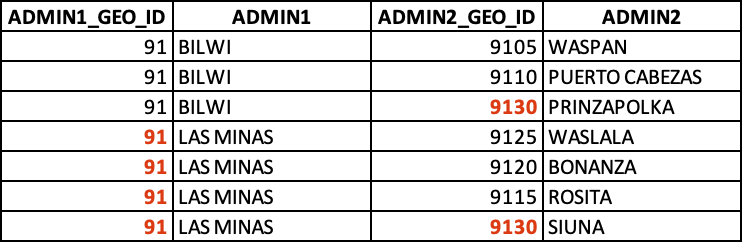 ADMIN1_GEO_ID ADMIN1 ADMIN2_GEO_ID ADMIN2
91 BILWI 9105 WASPAN
91 BILWI 9110 PUERTO CABEZAS
91 BILWI 9130 PRINZAPOLKA
91 LAS MINAS 9125 WASLALA
91 LAS MINAS 9120 BONANZA
91 LAS MINAS 9115 ROSITA
91 LAS MINAS 9130 SIUNA